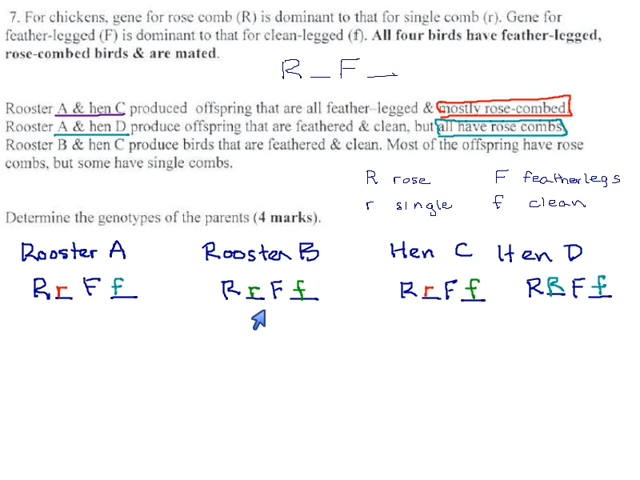 7. For chickens, gene for rose comb (R) is dominant to that for single comb (r). Gene for
feather-legged (F) is dominant to that for clean-legged (f). All four birds have feather-legged,
rose-combed birds & are mated.
R _ F _
Rooster A & hen C produced offspring that are all feather–legged & mostly rose-combed.
Rooster A & hen D produce offspring that are feathered & clean, but all have rose combs.
Rooster B & hen C produce birds that are feathered & clean. Most of the offspring have rose
combs, but some have single combs.
R rose F featherlegs
r single f clean
Determine the genotypes of the parents (4 marks).
Rooster A Rooster B Hen C Hen D
R r F f R r F f R r F f R R F f